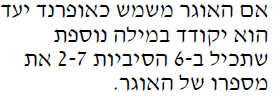 אם האוגר משמש כאופרנד יעד
הוא יקודד במילה נוספת
שתכיל ב-6 הסיביות 2-7 את
מספרו של האוגר.